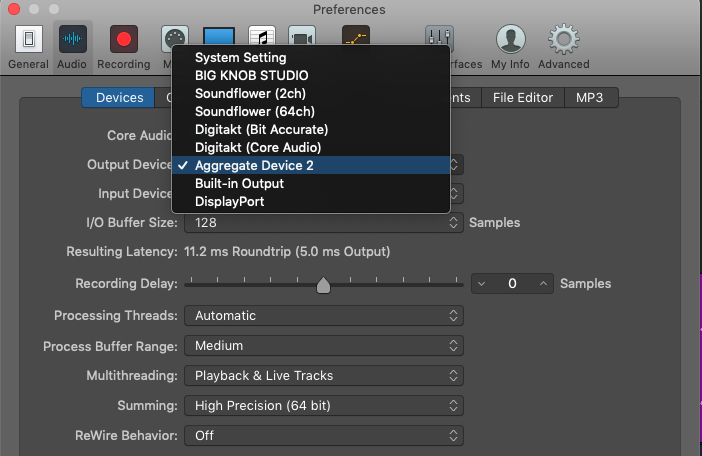 Preferences
General Audio Recording M rfaces My Info Advanced
System Setting
BIG KNOB STUDIO
Soundflower (2ch)
Soundflower (64ch)
Digitakt (Bit Accurate)
Digitakt (Core Audio)
Aggregate Device 2
Built-in Output
DisplayPort
Devices nts File Editor MP3
Core Audio
Output Device
Input Device
I/O Buffer Size: 128 Samples
Resulting Latency: 11.2 ms Roundtrip (5.0 ms Output)
Recording Delay: 0 Samples
Processing Threads: Automatic
Process Buffer Range: Medium
Multithreading: Playback & Live Tracks
Summing: High Precision (64 bit)
ReWire Behavior: Off